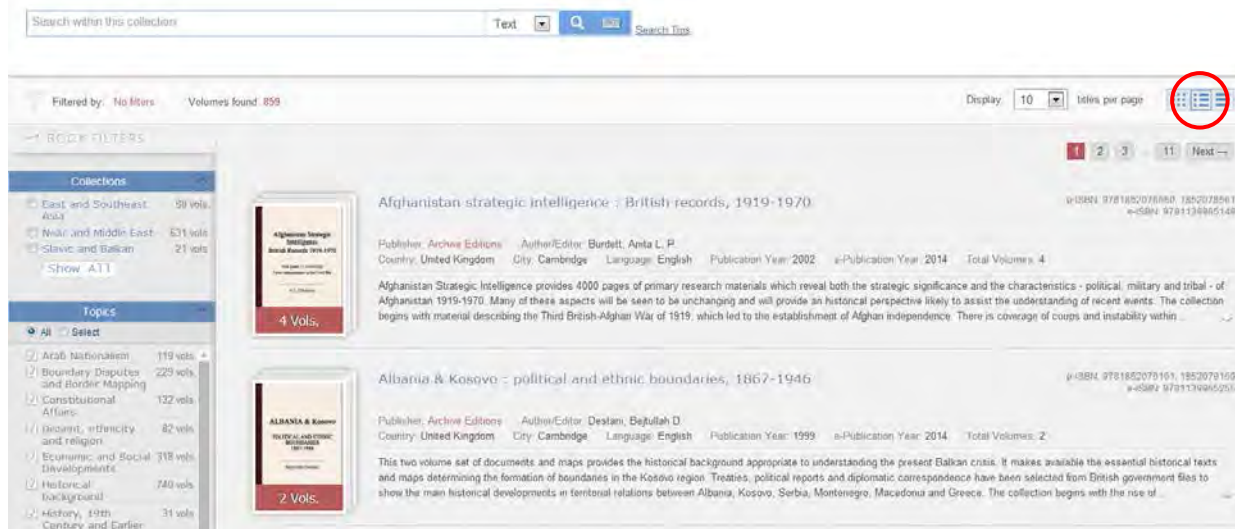 Search within this collection Text Search Tips
Filtered by: No filters Volumes found 859 Display 10 titles per page
BOOK FILTERS
1 2 3 ... 11 Next
Collections
East and Southeast Asia 59 vols.
Near and Middle East 631 vols
Slavic and Balkan 21 vols
Show All
Topics
All Select
Arab Nationalism 119 vols.
Boundary Disputes and Border Mapping 229 vols.
Constitutional Affairs 132 vols.
Dissent, ethnicity and religion 82 vols.
Economic and Social Developments 318 vols.
Historical background 740 vols.
History, 19th Century and Earlier 31 vols
Afghanistan Strategic Intelligence
British Records 1919-1970
4 Vols.
Afghanistan strategic intelligence : British records, 1919-1970
Publisher: Archive Editions Author/Editor: Burdett, Anita L. P.
Country: United Kingdom City: Cambridge Language: English Publication Year: 2002 e-Publication Year: 2014 Total Volumes: 4
Afghanistan Strategic Intelligence provides 4000 pages of primary research materials which reveal both the strategic significance and the characteristics - political, military and tribal - of
Afghanistan 1919-1970. Many of these aspects will be seen to be unchanging and will provide an historical perspective likely to assist the understanding of recent events. The collection
begins with material describing the Third British-Afghan War of 1919, which led to the establishment of Afghan independence. There is coverage of coups and instability within ...
ALBANIA & Kosovo
POLITICAL AND ETHNIC
BOUNDARIES
1867-1946
2 Vols.
Albania & Kosovo : political and ethnic boundaries, 1867-1946
Publisher: Archive Editions Author/Editor: Destani, Bejtullah D.
Country: United Kingdom City: Cambridge Language: English Publication Year: 1999 e-Publication Year: 2014 Total Volumes: 2
This two volume set of documents and maps provides the historical background appropriate to understanding the present Balkan crisis. It makes available the essential historical texts
and maps determining the formation of boundaries in the Kosovo region. Treaties, political reports and diplomatic correspondence have been selected from British government files to
show the main historical developments in territorial relations between Albania, Kosovo, Serbia, Montenegro, Macedonia and Greece. The collection begins with the rise of ...